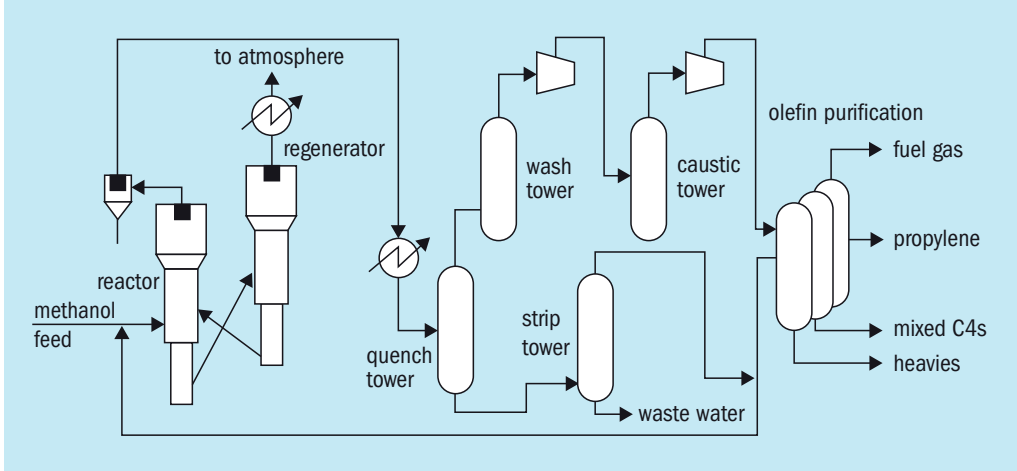 to atmosphere
regenerator
reactor
methanol
feed
quench
tower
wash
tower
strip
tower
waste water
caustic
tower
olefin purification
fuel gas
propylene
mixed C4s
heavies